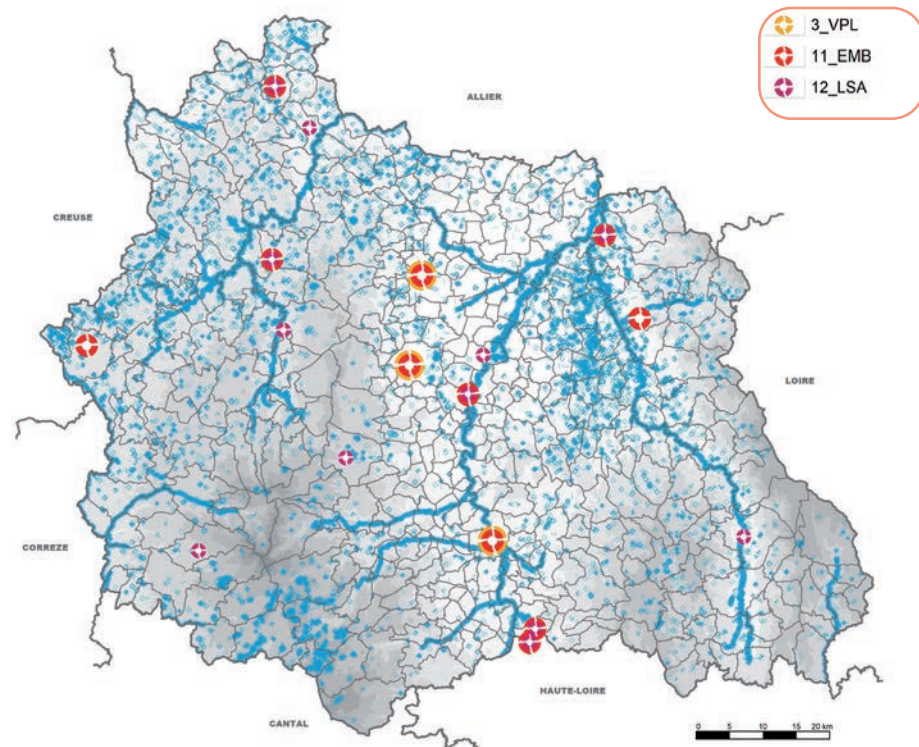 3_VPL
11_EMB
12_LSA
ALLIER
CREUSE
LOIRE
CORREZE
HAUTE-LOIRE
CANTAL
0 5 10 15 20 km